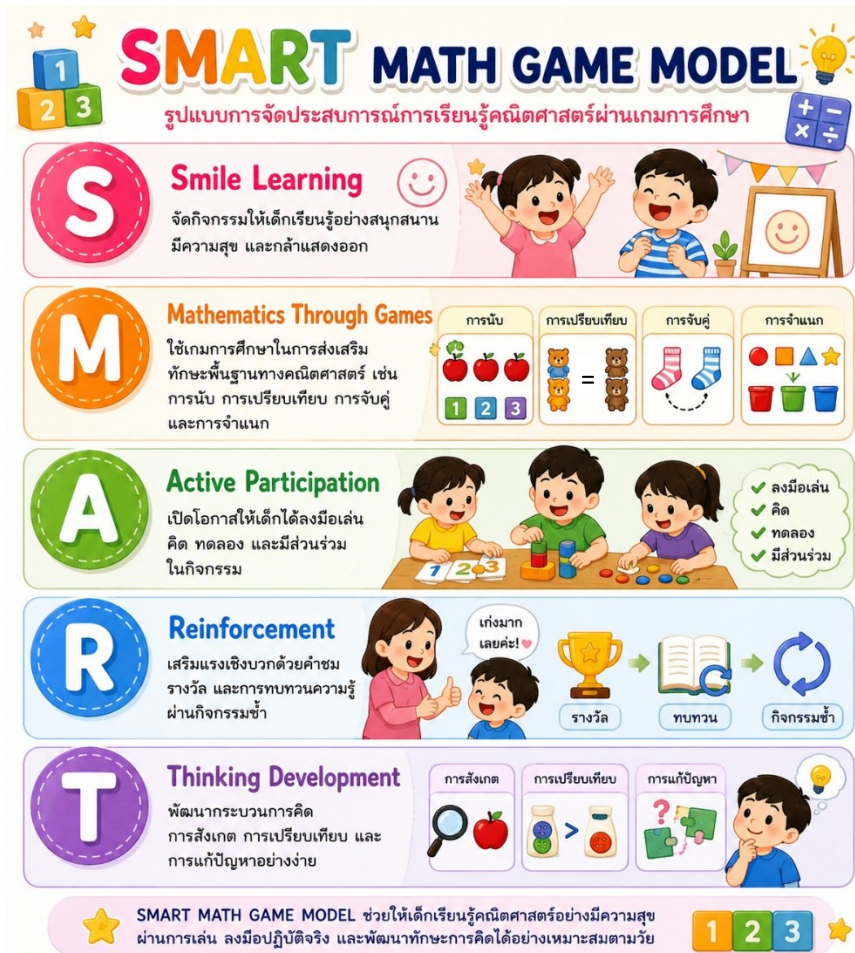 1
2 3
SMART MATH GAME MODEL
+ −
× ÷
รูปแบบการจัดประสบการณ์การเรียนรู้คณิตศาสตร์ผ่านเกมการศึกษา
S
Smile Learning
จัดกิจกรรมให้เด็กเรียนรู้อย่างสนุกสนาน
มีความสุข และกล้าแสดงออก
M
Mathematics Through Games
ใช้เกมการศึกษาในการส่งเสริม
ทักษะพื้นฐานทางคณิตศาสตร์ เช่น
การนับ การเปรียบเทียบ การจับคู่
และการจำแนก
การนับ
1 2 3
การเปรียบเทียบ
=
การจับคู่
การจำแนก
A
Active Participation
เปิดโอกาสให้เด็กได้ลงมือเล่น
คิด ทดลอง และมีส่วนร่วม
ในกิจกรรม
1 2 3
✓ ลงมือเล่น
✓ คิด
✓ ทดลอง
✓ มีส่วนร่วม
R
Reinforcement
เสริมแรงเชิงบวกด้วยคำชม
รางวัล และการทบทวนความรู้
ผ่านกิจกรรมซ้ำ
เก่งมาก
เลยค่ะ!
รางวัล
ทบทวน
กิจกรรมซ้ำ
T
Thinking Development
พัฒนากระบวนการคิด
การสังเกต การเปรียบเทียบ และ
การแก้ปัญหาอย่างง่าย
การสังเกต
การเปรียบเทียบ
>
การแก้ปัญหา
?
SMART MATH GAME MODEL ช่วยให้เด็กเรียนรู้คณิตศาสตร์อย่างมีความสุข
ผ่านการเล่น ลงมือปฏิบัติจริง และพัฒนาทักษะการคิดได้อย่างเหมาะสมตามวัย
1 2 3